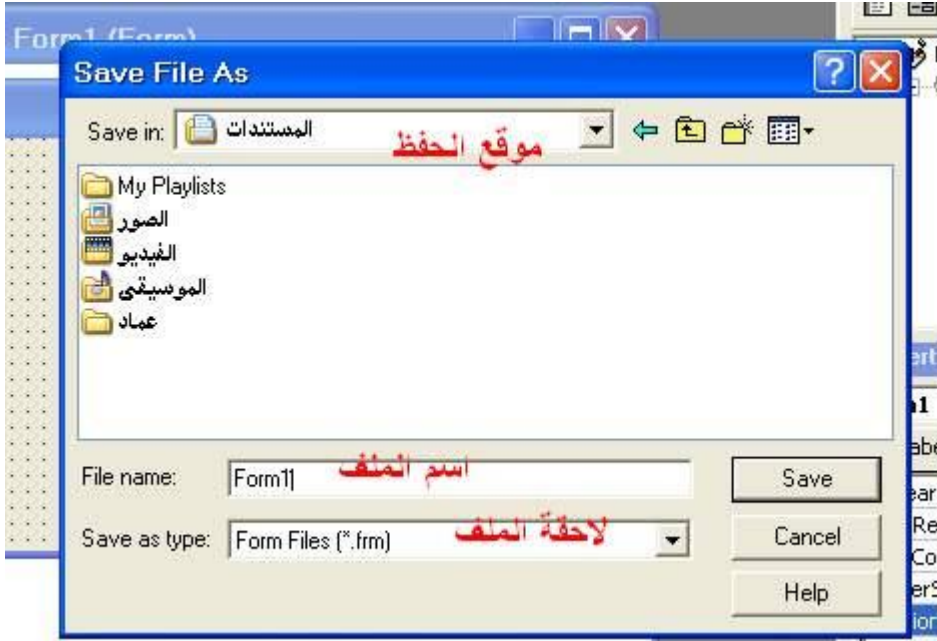 Form1 (Form)
Save File As
Save in: المستندات
موقع الحفظ
My Playlists
الصور
الفيديو
الموسيقى
عماد
File name: Form1
اسم الملف
Save
Save as type: Form Files (*.frm)
لاحقة الملف
Cancel
Help